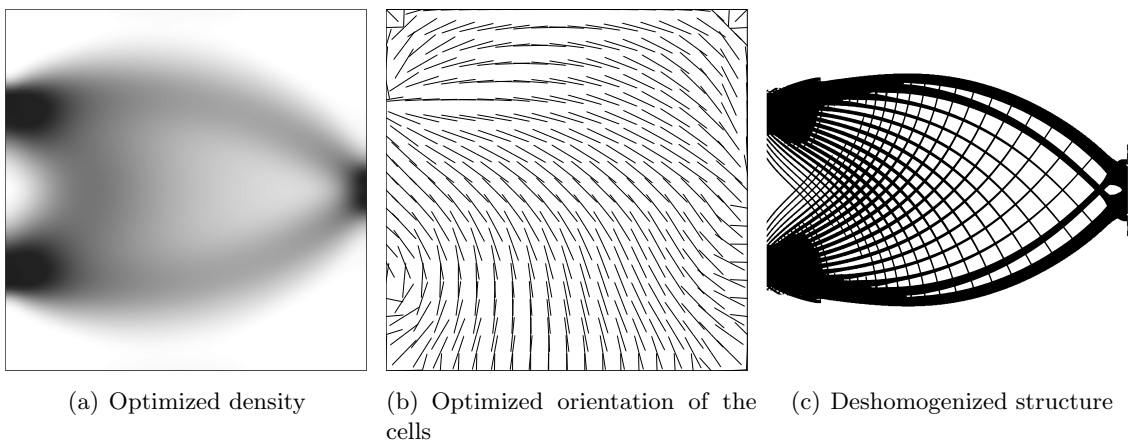 (a) Optimized density
(b) Optimized orientation of the
cells
(c) Deshomogenized structure